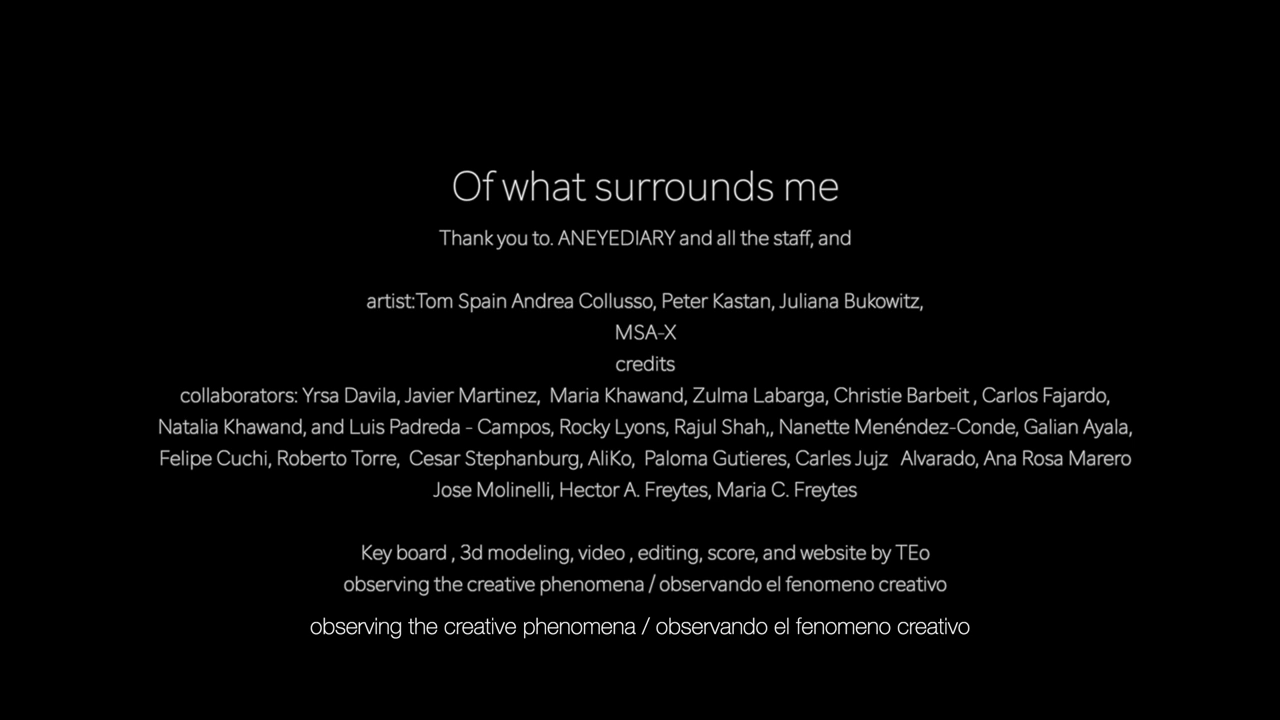 Of what surrounds me
Thank you to. ANEYEDIARY and all the staff, and
artist:Tom Spain Andrea Collusso, Peter Kastan, Juliana Bukowitz,
MSA-X
credits
collaborators: Yrsa Davila, Javier Martinez,  Maria Khawand, Zulma Labarga, Christie Barbeit , Carlos Fajardo,
Natalia Khawand, and Luis Padreda - Campos, Rocky Lyons, Rajul Shah,, Nanette Menéndez-Conde, Galian Ayala,
Felipe Cuchi, Roberto Torre,  Cesar Stephanburg, AliKo,  Paloma Gutieres, Carles Jujz   Alvarado, Ana Rosa Marero
Jose Molinelli, Hector A. Freytes, Maria C. Freytes
Key board , 3d modeling, video , editing, score, and website by TEo
observing the creative phenomena / observando el fenomeno creativo
observing the creative phenomena / observando el fenomeno creativo